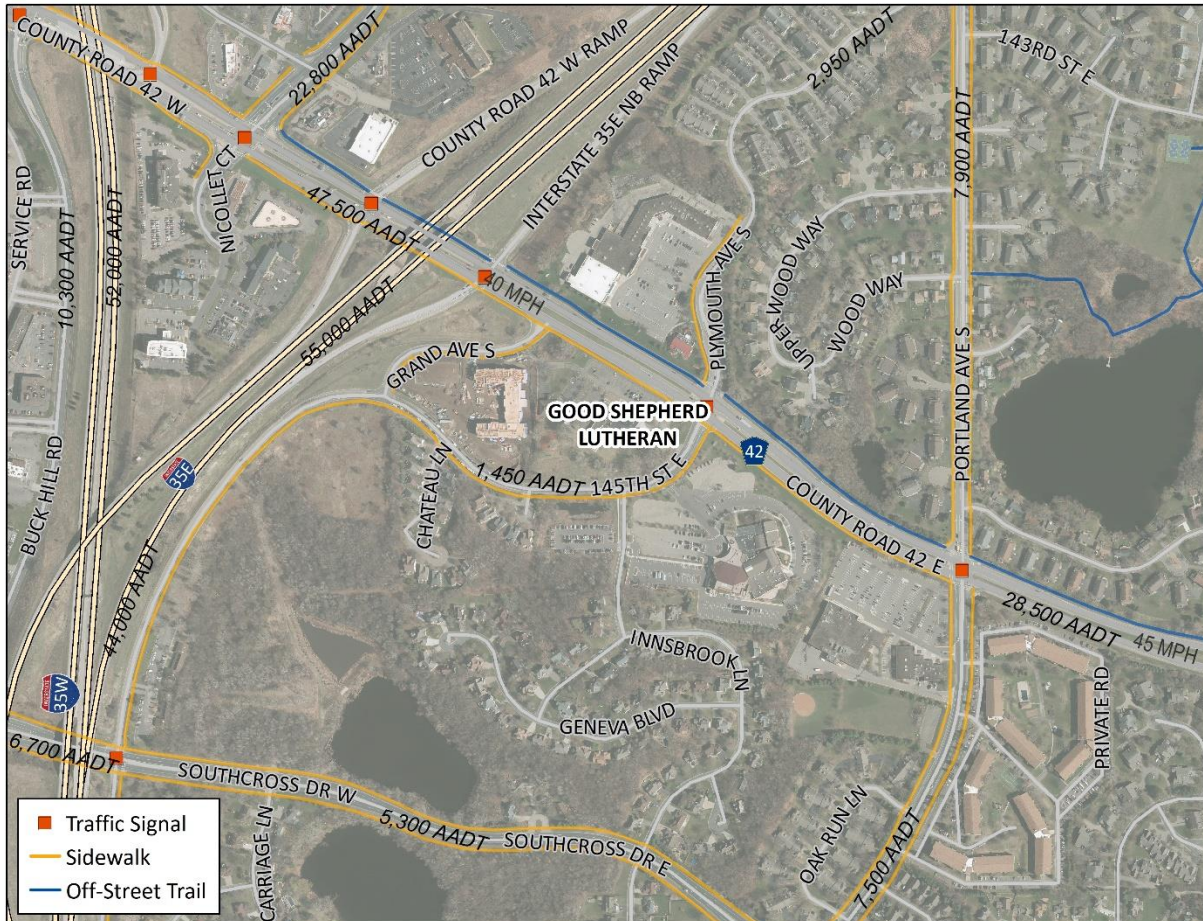 COUNTY ROAD 42 W
22,800 AADT
COUNTY ROAD 42 W RAMP
INTERSTATE 35E NB RAMP
2,950 AADT
143RD ST E
7,900 AADT
SERVICE RD
10,300 AADT
52,000 AADT
NICOLLET CT
47,500 AADT
40 MPH
55,000 AADT
PLYMOUTH AVE S
UPPER WOOD WAY
WOOD WAY
PORTLAND AVE S
GRAND AVE S
GOOD SHEPHERD
LUTHERAN
42
BUCK HILL RD
INTERSTATE
35E
CHATEAU LN
1,450 AADT
145TH ST E
COUNTY ROAD 42 E
28,500 AADT
45 MPH
44,000 AADT
INNSBROOK LN
GENEVA BLVD
PRIVATE RD
INTERSTATE
35W
6,700 AADT
SOUTHCROSS DR W
5,300 AADT
SOUTHCROSS DR E
CARRIAGE LN
OAK RUN LN
7,500 AADT
Traffic Signal
Sidewalk
Off-Street Trail